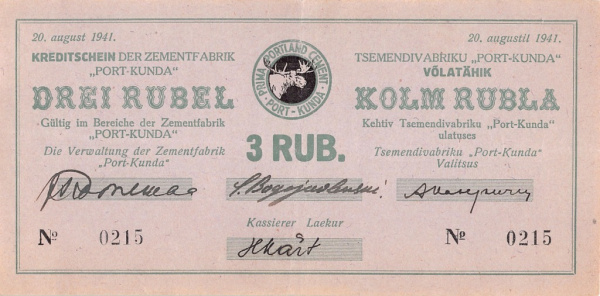 20. august 1941.
KREDITSCHEIN DER ZEMENTFABRIK
„PORT-KUNDA"
DREI RUBEL
Gültig im Bereiche der Zementfabrik
"PORT-KUNDA"
Die Verwaltung der Zementfabrik
„Port-Kunda"
PRIMA PORTLAND CEMENT
PORT-KUNDA
3 RUB.
20. augustil 1941.
TSEMENDIVABRIKU „PORT-KUNDA"
VÕLATÄHIK
KOLM RUBLA
Kehtiv Tsemendivabriku „Port-Kunda"
ulatuses
Tsemendivabriku „Port-Kunda"
Valitsus
Kassierer Laekur
№ 0215
№ 0215